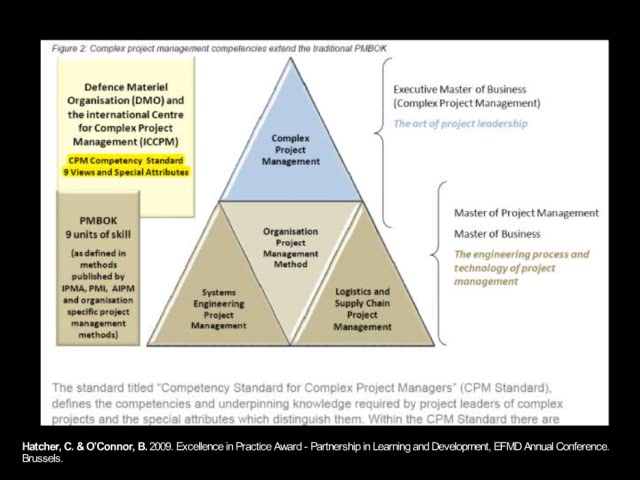 Figure 2: Complex project management competencies extend the traditional PMBOK
Defence Materiel
Organisation (DMO) and
the international Centre
for Complex Project
Management (ICCPM)
CPM Competency Standard
9 Views and Special Attributes
PMBOK
9 units of skill
(as defined in
methods
published by
IPMA, PMI, AIPM
and organisation
specific project
management
methods)
Complex
Project
Management
Organisation
Project
Management
Method
Systems
Engineering
Project
Management
Logistics and
Supply Chain
Project
Management
Executive Master of Business
(Complex Project Management)
The art of project leadership
Master of Project Management
Master of Business
The engineering process and
technology of project
management
The standard titled "Competency Standard for Complex Project Managers" (CPM Standard),
defines the competencies and underpinning knowledge required by project leaders of complex
projects and the special attributes which distinguish them. Within the CPM Standard there are
Hatcher, C. & O'Connor, B. 2009. Excellence in Practice Award - Partnership in Learning and Development, EFMD Annual Conference.
Brussels.